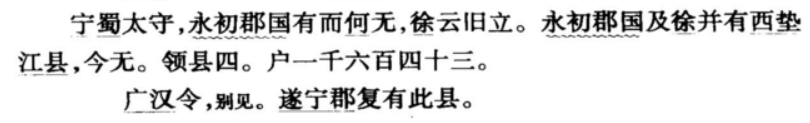 宁蜀太守，永初郡国有而何无，徐云旧立。永初郡国及徐并有西垫
江县，今无。领县四。户一千六百四十三。
广汉令，别见。遂宁郡复有此县。